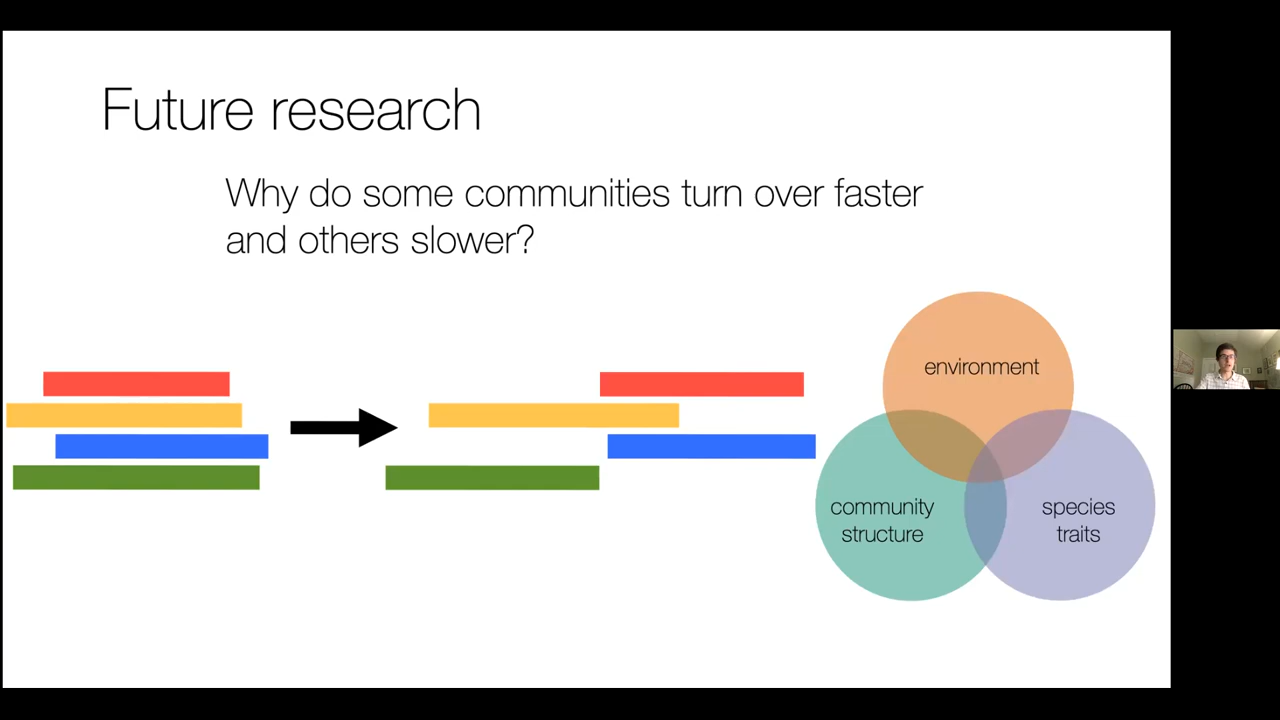 Future research
Why do some communities turn over faster
and others slower?
environment
community
structure
species
traits